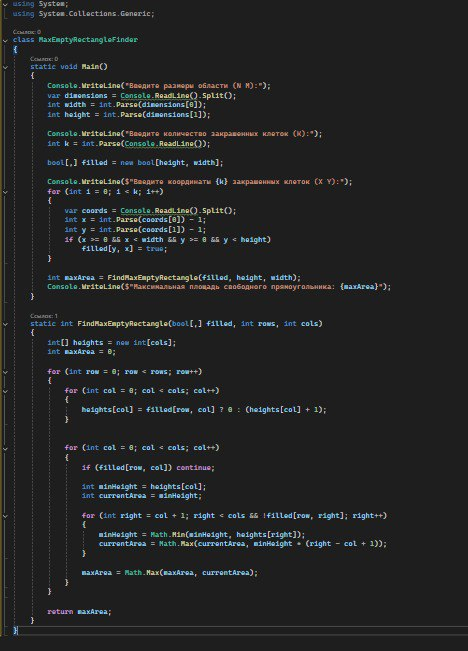 using System;
using System.Collections.Generic;
Ссылок: 0
class MaxEmptyRectangleFinder
{
Ссылок: 0
static void Main()
{
Console.WriteLine("Введите размеры области (N M):");
var dimensions = Console.ReadLine().Split();
int width = int.Parse(dimensions[0]);
int height = int.Parse(dimensions[1]);
Console.WriteLine("Введите количество закрашенных клеток (K):");
int k = int.Parse(Console.ReadLine());
bool[,] filled = new bool[height, width];
Console.WriteLine($"Введите координаты {k} закрашенных клеток (X Y):");
for (int i = 0; i < k; i++)
{
var coords = Console.ReadLine().Split();
int x = int.Parse(coords[0]) - 1;
int y = int.Parse(coords[1]) - 1;
if (x >= 0 && x < width && y >= 0 && y < height)
filled[y, x] = true;
}
int maxArea = FindMaxEmptyRectangle(filled, height, width);
Console.WriteLine($"Максимальная площадь свободного прямоугольника: {maxArea}");
}
Ссылок: 1
static int FindMaxEmptyRectangle(bool[,] filled, int rows, int cols)
{
int[] heights = new int[cols];
int maxArea = 0;
for (int row = 0; row < rows; row++)
{
for (int col = 0; col < cols; col++)
{
heights[col] = filled[row, col] ? 0 : (heights[col] + 1);
}
for (int col = 0; col < cols; col++)
{
if (filled[row, col]) continue;
int minHeight = heights[col];
int currentArea = minHeight;
for (int right = col + 1; right < cols && !filled[row, right]; right++)
{
minHeight = Math.Min(minHeight, heights[right]);
currentArea = Math.Max(currentArea, minHeight * (right - col + 1));
}
maxArea = Math.Max(maxArea, currentArea);
}
}
return maxArea;
}
}